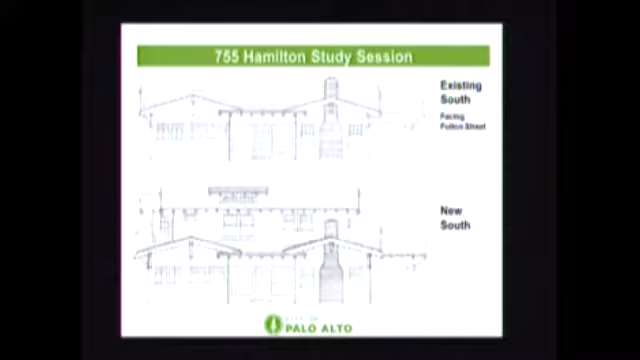 755 Hamilton Study Session
Existing
South
Facing
Fulton Street
New
South
CITY OF
PALO ALTO